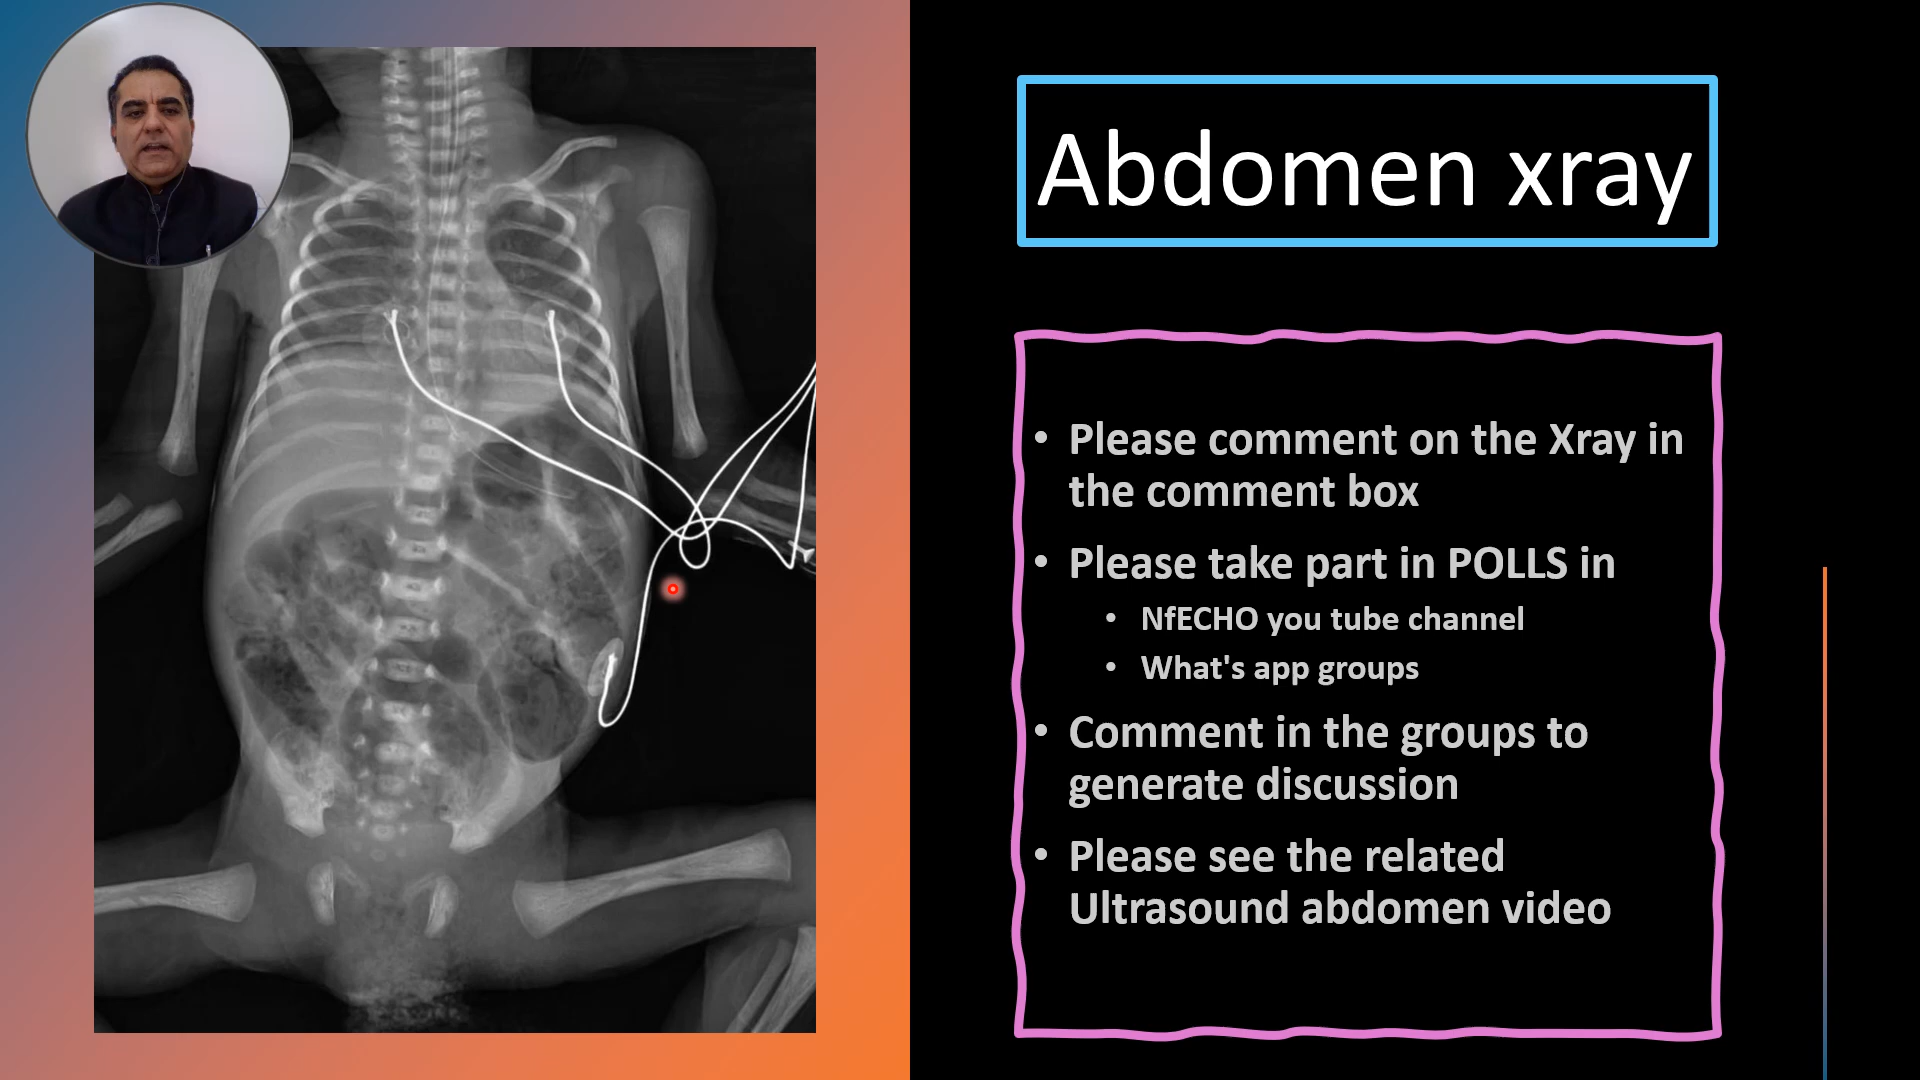 Abdomen xray
• Please comment on the Xray in
the comment box
• Please take part in POLLS in
• NfECHO you tube channel
• What's app groups
• Comment in the groups to
generate discussion
• Please see the related
Ultrasound abdomen video